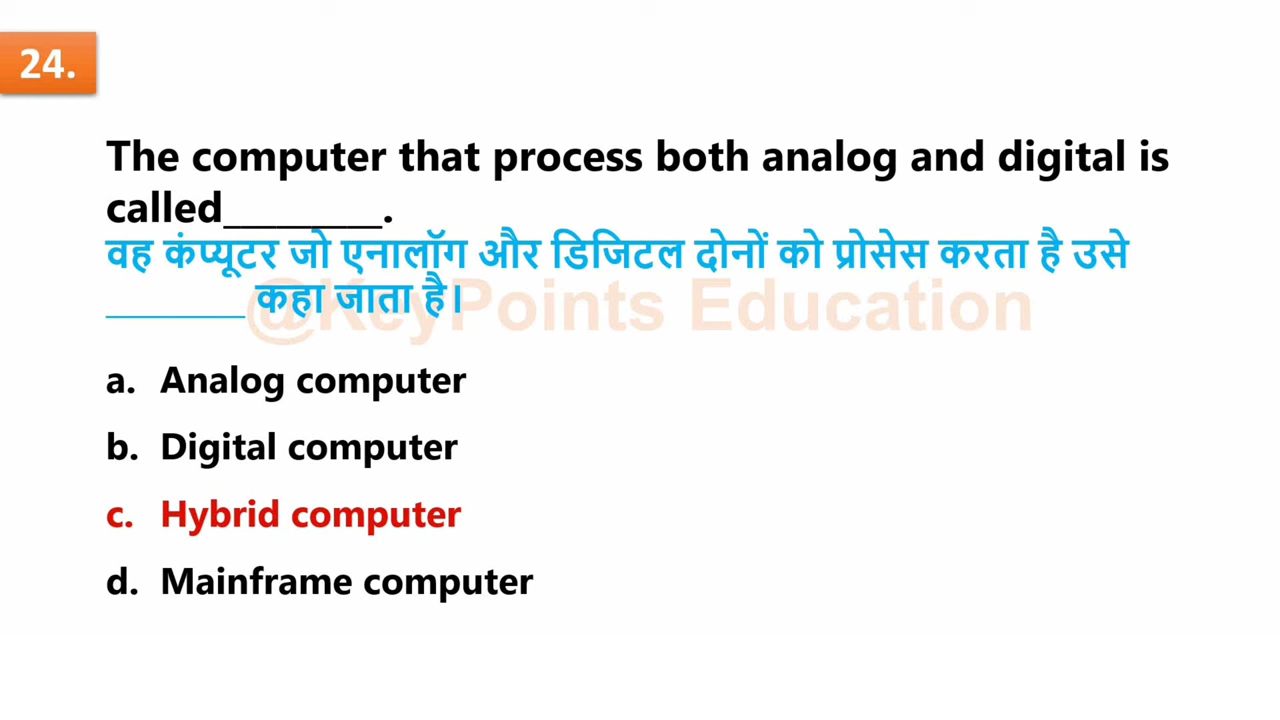 24.
The computer that process both analog and digital is
called_________.
वह कंप्यूटर जो एनालॉग और डिजिटल दोनों को प्रोसेस करता है उसे
________ कहा जाता है।
@KeyPoints Education
a. Analog computer
b. Digital computer
c. Hybrid computer
d. Mainframe computer